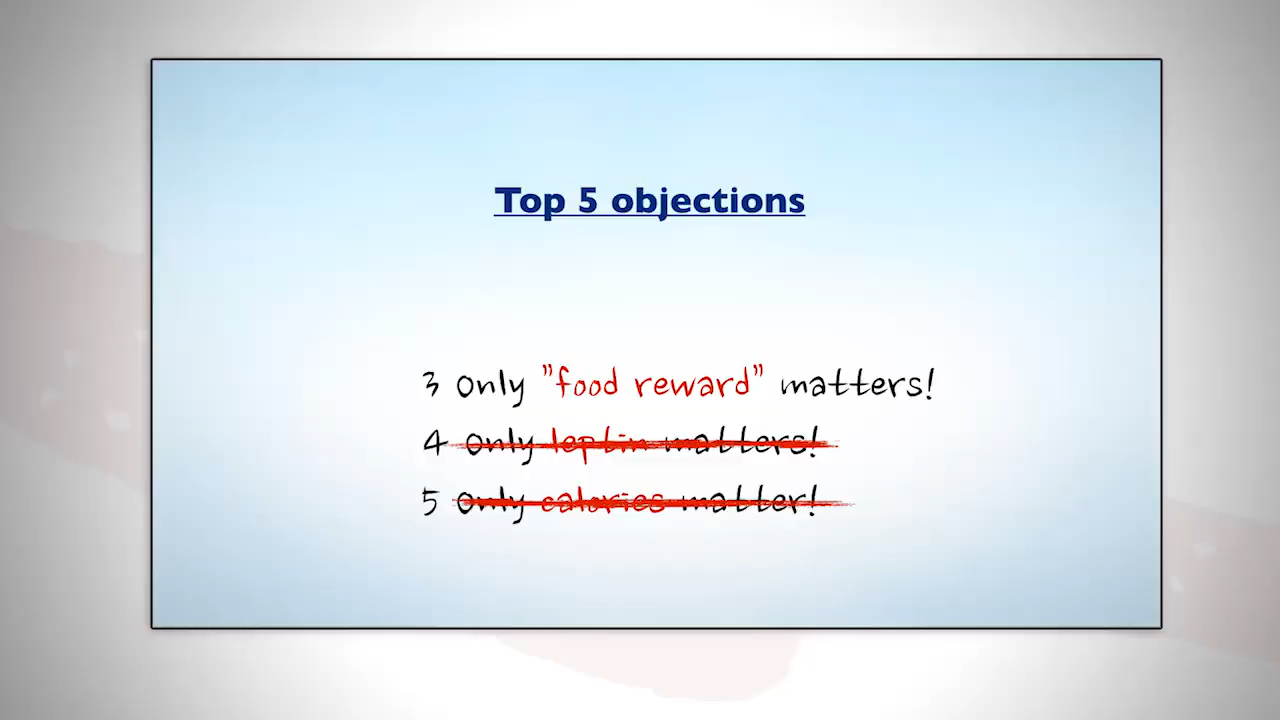 Top 5 objections
3 Only "food reward" matters!
4 Only leptin matters!
5 Only calories matter!